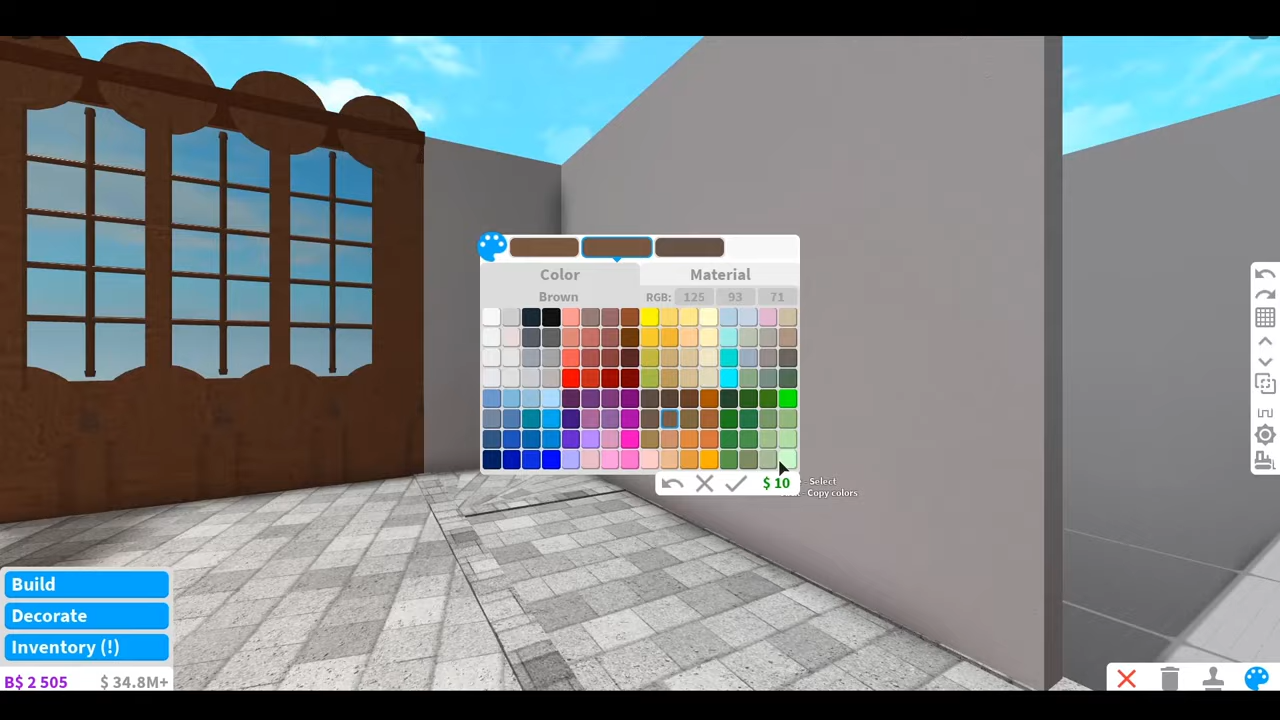 Color
Material
Brown
RGB: 125 93 71
$ 10
Select
Copy colors
Build
Decorate
Inventory (!)
B$ 2 505
$ 34.8M+